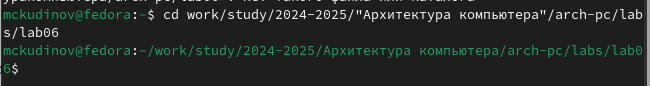 mckudinov@fedora:~$ cd work/study/2024-2025/"Архитектура компьютера"/arch-pc/lab
s/lab06
mckudinov@fedora:~/work/study/2024-2025/Архитектура компьютера/arch-pc/labs/lab0
6$